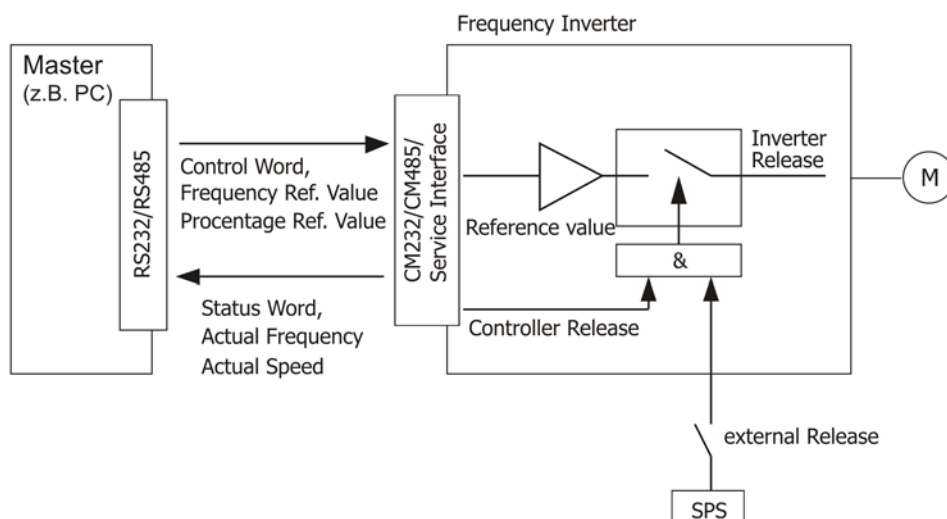 Frequency Inverter
Master
(z.B. PC)
RS232/RS485
Control Word,
Frequency Ref. Value
Procentage Ref. Value
Status Word,
Actual Frequency
Actual Speed
CM232/CM485/
Service Interface
Reference value
Controller Release
&
Inverter
Release
M
external Release
SPS